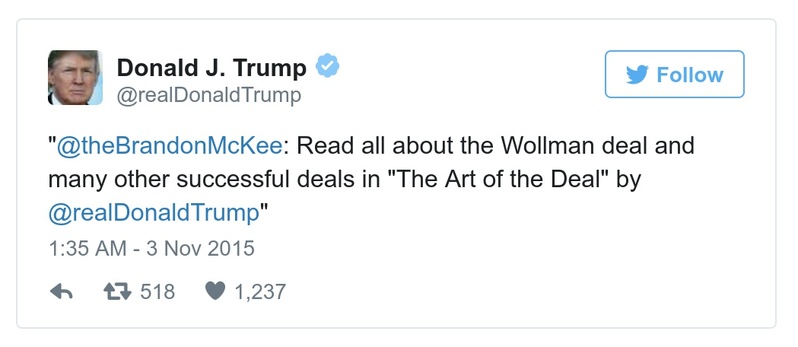 Donald J. Trump
Follow
@realDonaldTrump
"@theBrandonMcKee: Read all about the Wollman deal and
many other successful deals in "The Art of the Deal" by
@realDonaldTrump"
1:35 AM - 3 Nov 2015
518 1,237